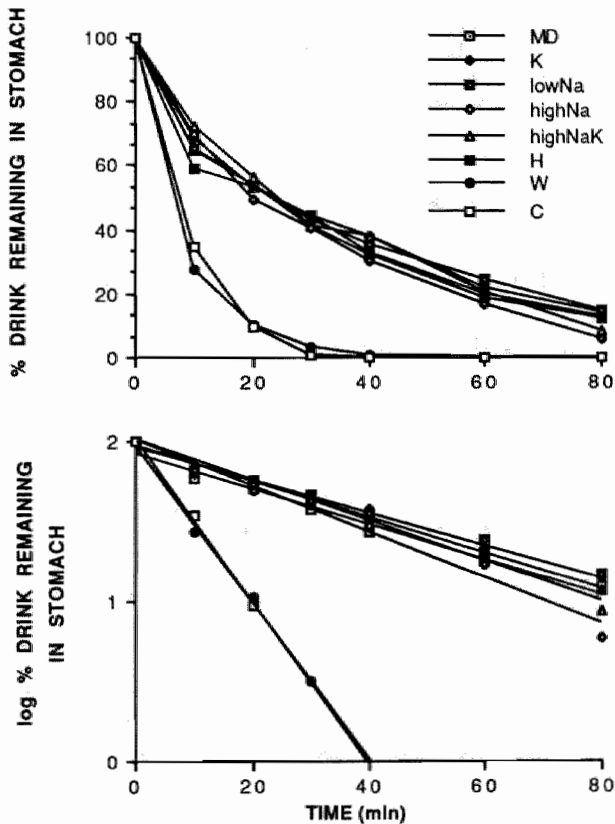 % DRINK REMAINING IN STOMACH
100
80
60
40
20
0
0 20 40 60 80
MD
K
lowNa
highNa
highNaK
H
W
C
log % DRINK REMAINING
IN STOMACH
2
1
0
0 20 40 60 80
TIME (min)